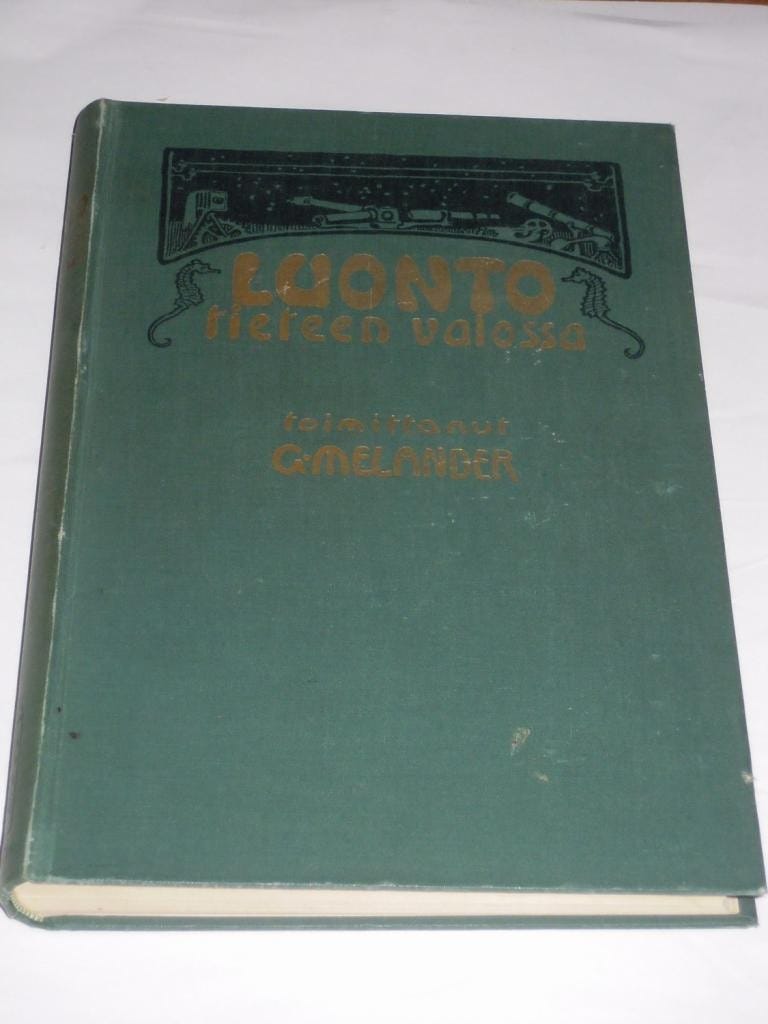 LUONTO
tieteen valossa
toimittanut
G. MELANDER